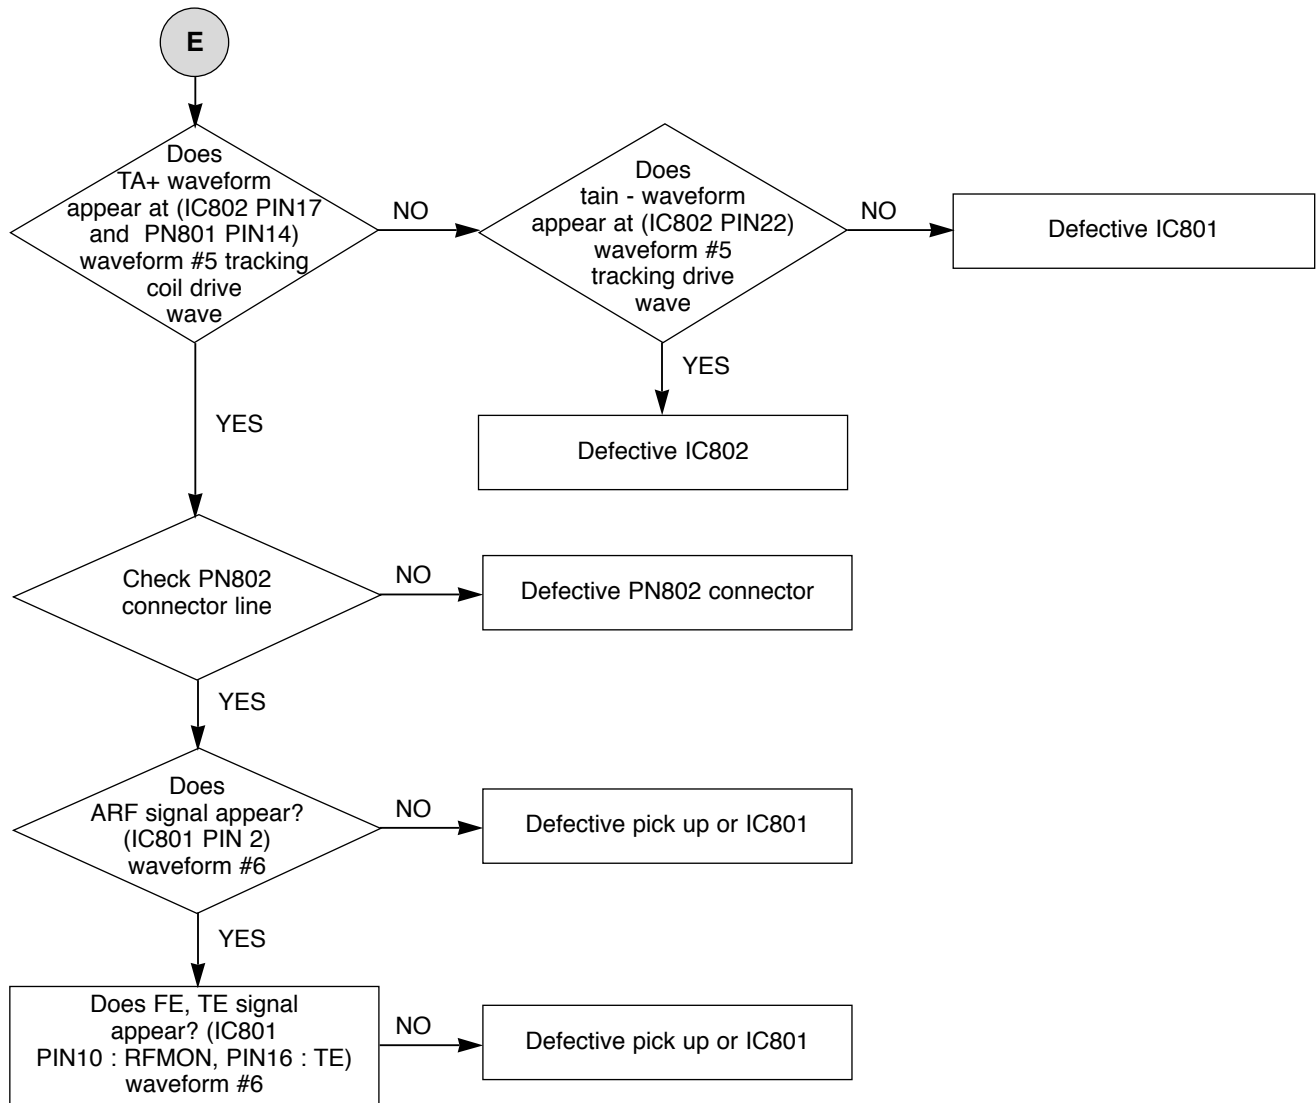 E
Does
TA+ waveform
appear at (IC802 PIN17
and PN801 PIN14)
waveform #5 tracking
coil drive
wave
NO
Does
tain - waveform
appear at (IC802 PIN22)
waveform #5
tracking drive
wave
NO
Defective IC801
YES
Defective IC802
YES
Check PN802
connector line
NO
Defective PN802 connector
YES
Does
ARF signal appear?
(IC801 PIN 2)
waveform #6
NO
Defective pick up or IC801
YES
Does FE, TE signal
appear? (IC801
PIN10 : RFMON, PIN16 : TE)
waveform #6
NO
Defective pick up or IC801